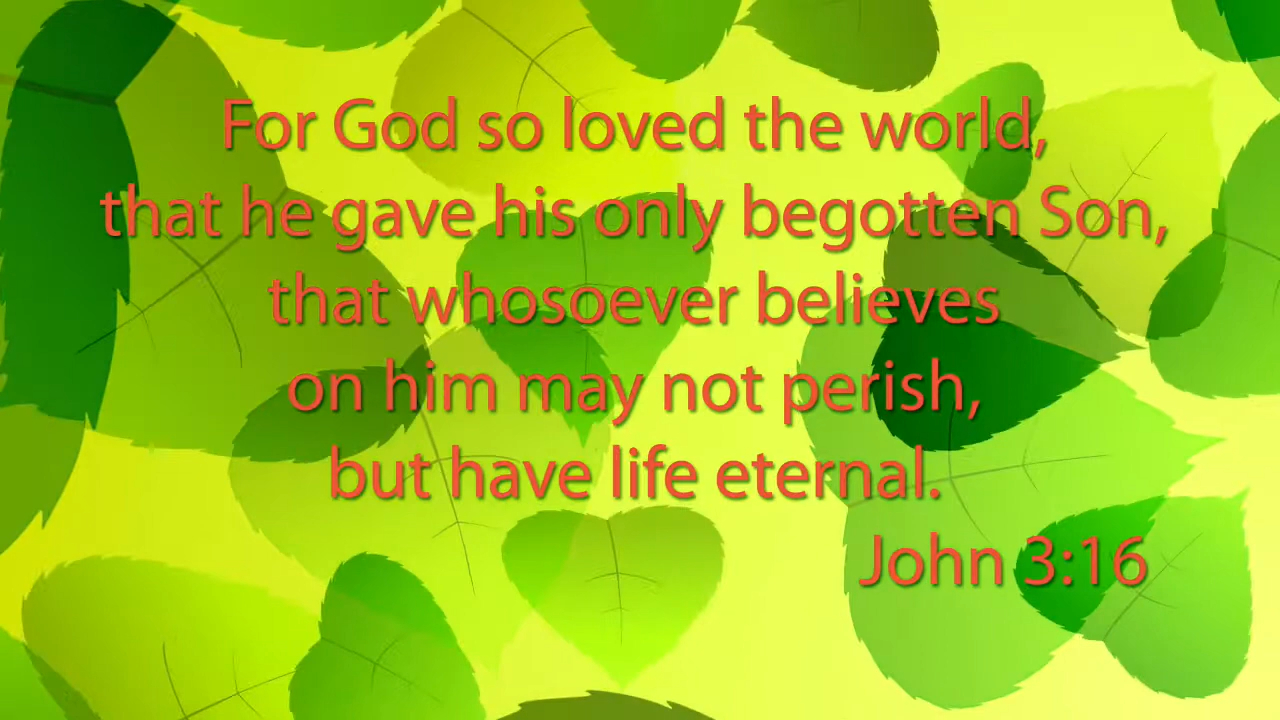 For God so loved the world,
that he gave his only begotten Son,
that whosoever believes
on him may not perish,
but have life eternal.
John 3:16